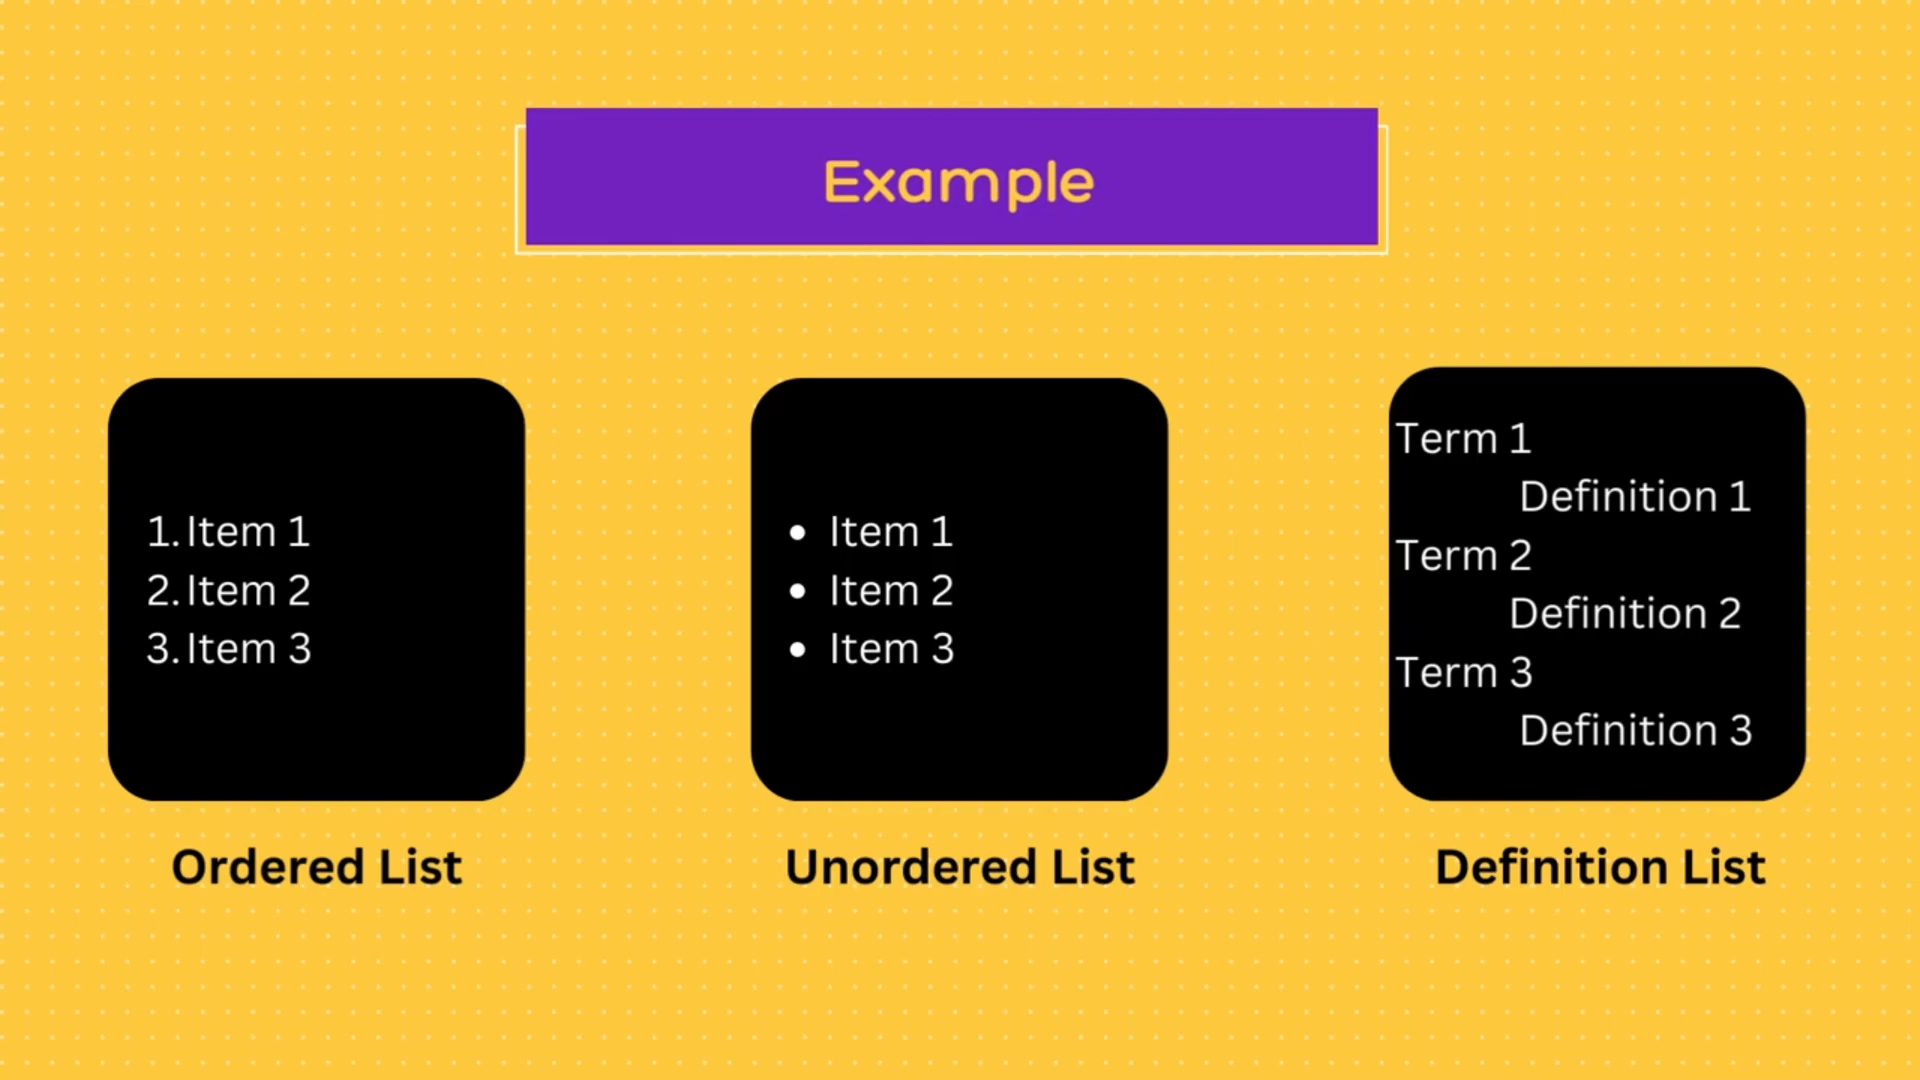 Example
1. Item 1
2. Item 2
3. Item 3
Ordered List
• Item 1
• Item 2
• Item 3
Unordered List
Term 1
Definition 1
Term 2
Definition 2
Term 3
Definition 3
Definition List